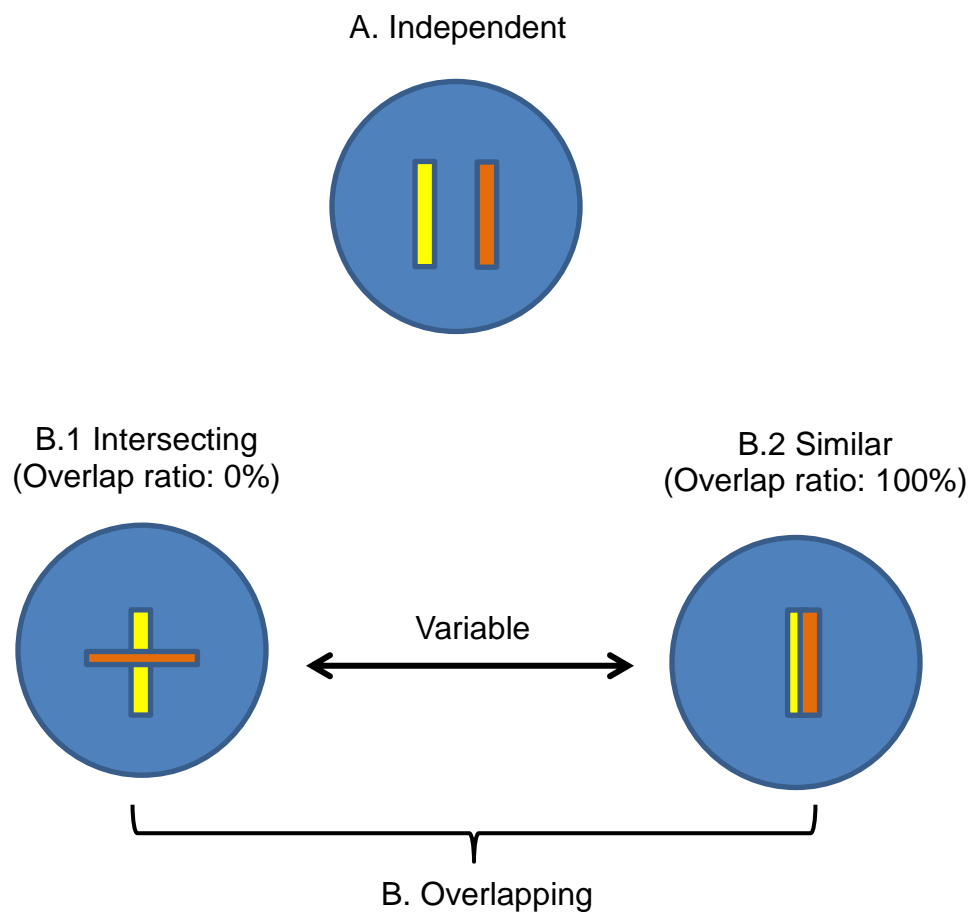 A. Independent
B.1 Intersecting
(Overlap ratio: 0%)
B.2 Similar
(Overlap ratio: 100%)
Variable
B. Overlapping